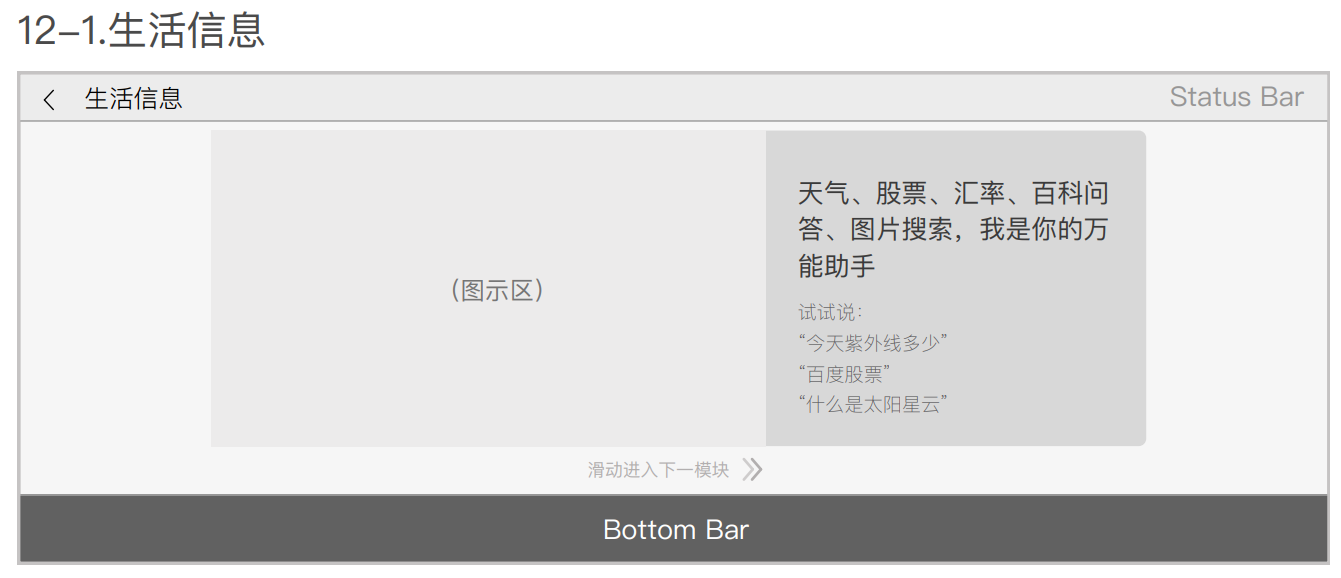 12-1.生活信息
生活信息
Status Bar
(图示区)
天气、股票、汇率、百科问
答、图片搜索，我是你的万
能助手
试试说：
“今天紫外线多少”
“百度股票”
“什么是太阳星云”
滑动进入下一模块
Bottom Bar